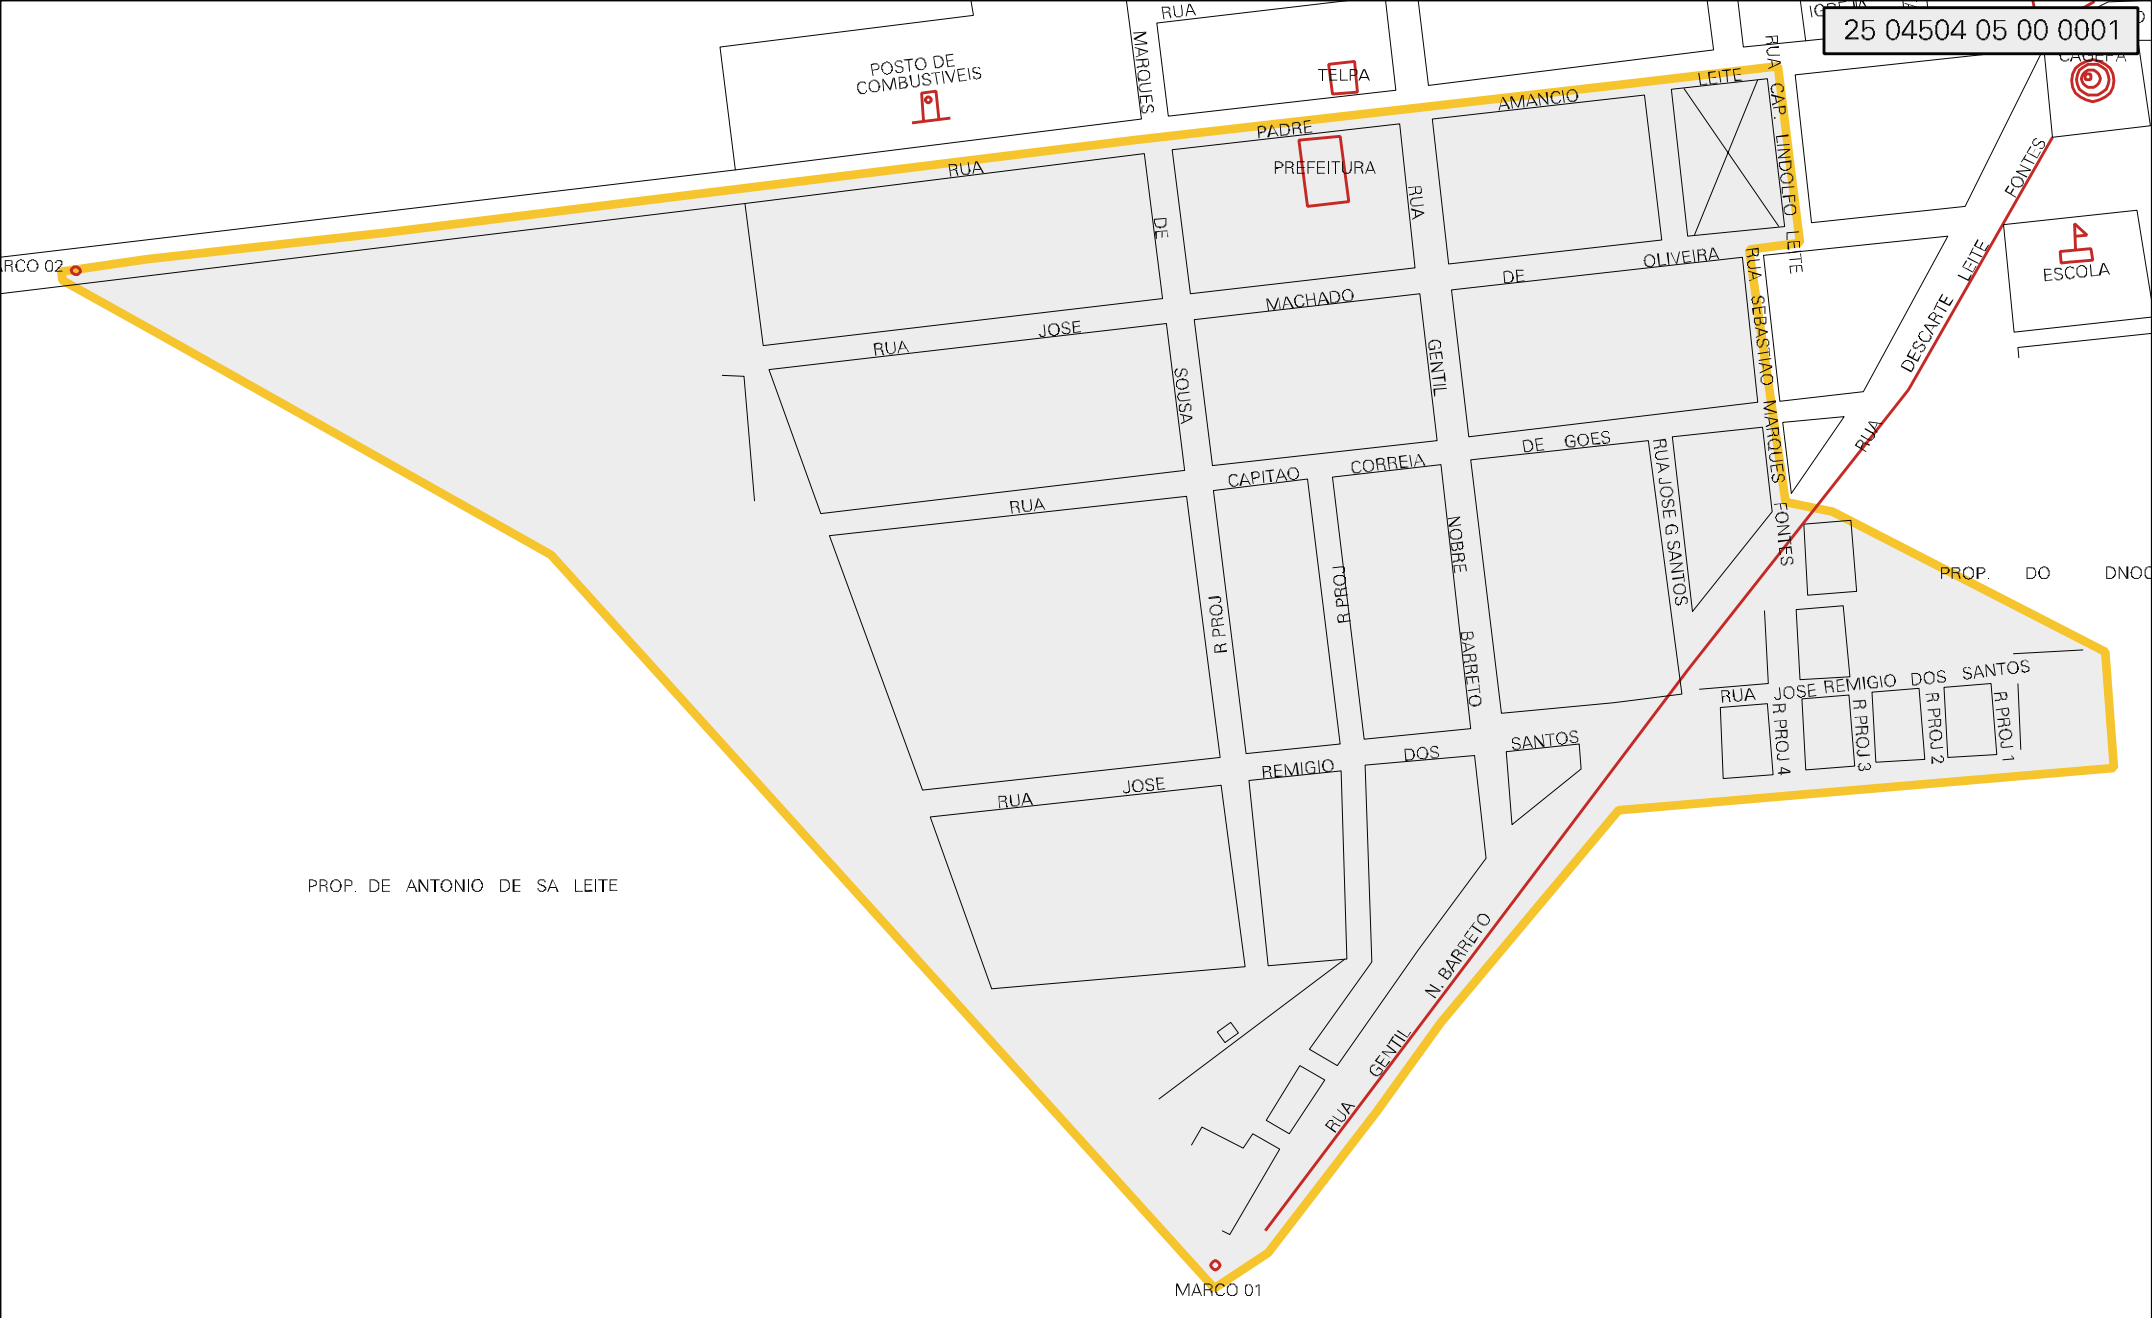 RUA
25 04504 05 00 0001
POSTO DE
COMBUSTIVEIS
MARQUES
TELPA
CAGEPA
RUA PADRE AMANCIO LEITE
RUA CAP. LINDOLFO LEITE
PREFEITURA
DE
RUA
FONTES
ESCOLA
MARCO 02
RUA JOSE MACHADO DE OLIVEIRA
RUA SEBASTIAO MARQUES FONTES
LEITE
DESCARTE
RUA
SOUSA
GENTIL
RUA CAPITAO CORREIA DE GOES
RUA JOSE G SANTOS
NOBRE
BARRETO
R PROJ
R PROJ
PROP. DO
RUA JOSE REMIGIO DOS SANTOS
R PROJ 4
R PROJ 3
R PROJ 2
R PROJ 1
RUA JOSE REMIGIO DOS SANTOS
PROP. DE ANTONIO DE SA LEITE
RUA GENTIL N. BARRETO
MARCO 01